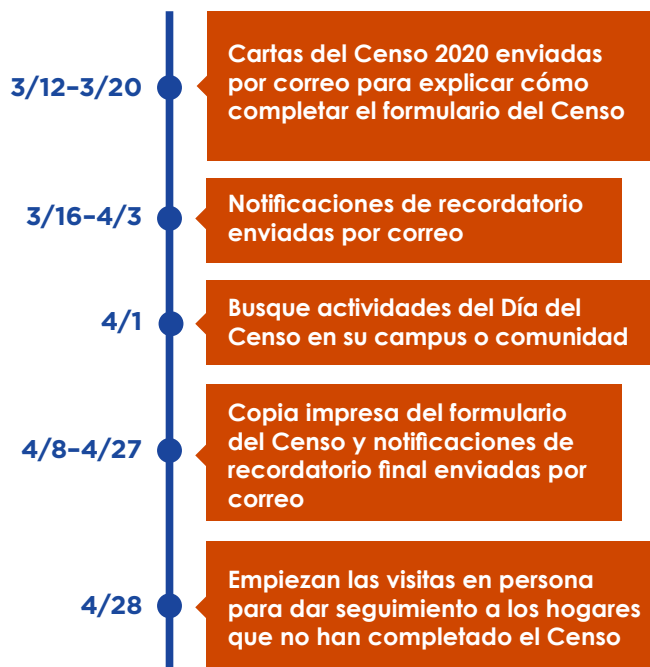 3/12–3/20
Cartas del Censo 2020 enviadas
por correo para explicar cómo
completar el formulario del Censo
3/16–4/3
Notificaciones de recordatorio
enviadas por correo
4/1
Busque actividades del Día del
Censo en su campus o comunidad
4/8–4/27
Copia impresa del formulario
del Censo y notificaciones de
recordatorio final enviadas por
correo
4/28
Empiezan las visitas en persona
para dar seguimiento a los hogares
que no han completado el Censo